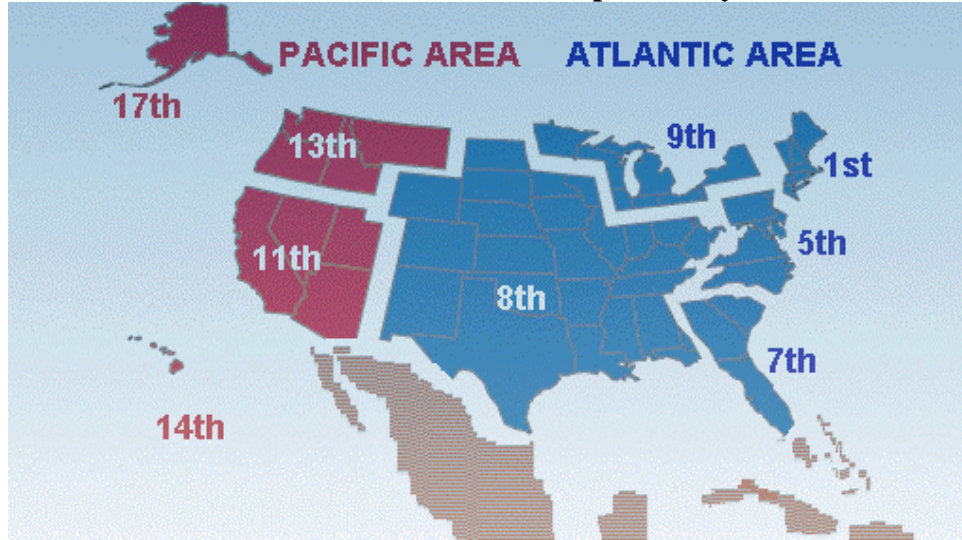 PACIFIC AREA
ATLANTIC AREA
17th
13th
9th
1st
11th
5th
8th
7th
14th